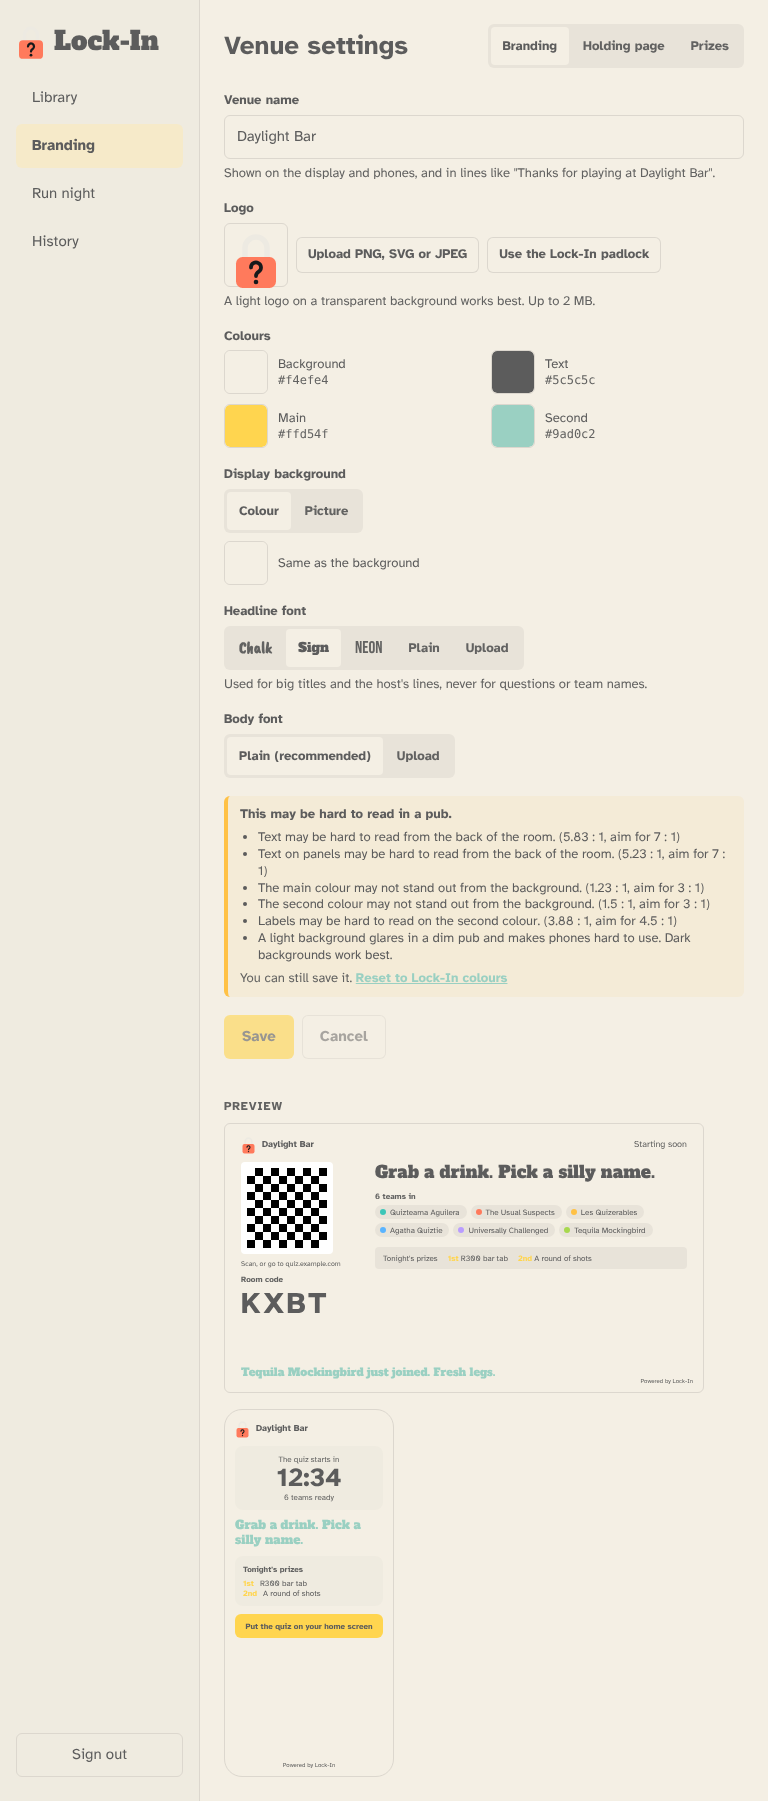 Lock-In
Library
Branding
Run night
History
Sign out
Venue settings
Branding Holding page Prizes
Venue name
Daylight Bar
Shown on the display and phones, and in lines like "Thanks for playing at Daylight Bar".
Logo
?
Upload PNG, SVG or JPEG
Use the Lock-In padlock
A light logo on a transparent background works best. Up to 2 MB.
Colours
Background
#f4efe4
Text
#5c5c5c
Main
#ffd54f
Second
#9ad0c2
Display background
Colour Picture
Same as the background
Headline font
Chalk Sign NEON Plain Upload
Used for big titles and the host's lines, never for questions or team names.
Body font
Plain (recommended) Upload
This may be hard to read in a pub.
• Text may be hard to read from the back of the room. (5.83 : 1, aim for 7 : 1)
• Text on panels may be hard to read from the back of the room. (5.23 : 1, aim for 7 :
1)
• The main colour may not stand out from the background. (1.23 : 1, aim for 3 : 1)
• The second colour may not stand out from the background. (1.5 : 1, aim for 3 : 1)
• Labels may be hard to read on the second colour. (3.88 : 1, aim for 4.5 : 1)
• A light background glares in a dim pub and makes phones hard to use. Dark
backgrounds work best.
You can still save it. Reset to Lock-In colours
Save Cancel
PREVIEW
? Daylight Bar
Starting soon
Scan, or go to quiz.example.com
Room code
KXBT
Grab a drink. Pick a silly name.
6 teams in
Quizteama Aguilera The Usual Suspects Les Quizerables
Agatha Quiztie Universally Challenged Tequila Mockingbird
Tonight's prizes 1st R300 bar tab 2nd A round of shots
Tequila Mockingbird just joined. Fresh legs.
Powered by Lock-In
? Daylight Bar
The quiz starts in
12:34
6 teams ready
Grab a drink. Pick a
silly name.
Tonight's prizes
1st R300 bar tab
2nd A round of shots
Put the quiz on your home screen
Powered by Lock-In